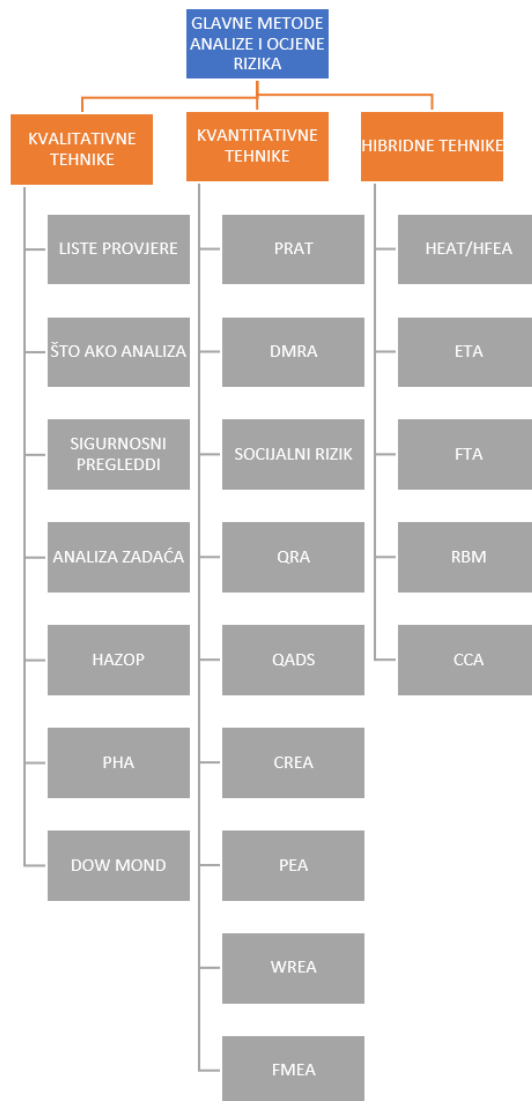 GLAVNE METODE
ANALIZE I OCJENE
RIZIKA
KVALITATIVNE
TEHNIKE
LISTE PROVJERE
ŠTO AKO ANALIZA
SIGURNOSNI
PREGLEDDI
ANALIZA ZADAĆA
HAZOP
PHA
DOW MOND
KVANTITATIVNE
TEHNIKE
PRAT
DMRA
SOCIJALNI RIZIK
QRA
QADS
CREA
PEA
WREA
FMEA
HIBRIDNE TEHNIKE
HEAT/HFEA
ETA
FTA
RBM
CCA